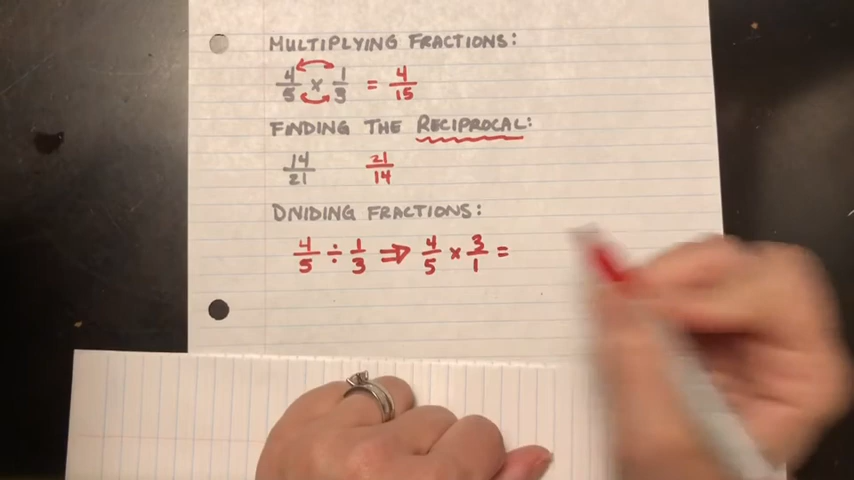 MULTIPLYING FRACTIONS:
4/5 x 1/3 = 4/15
FINDING THE RECIPROCAL:
14/21 21/14
DIVIDING FRACTIONS:
4/5 ÷ 1/3 ⇒ 4/5 x 3/1 =